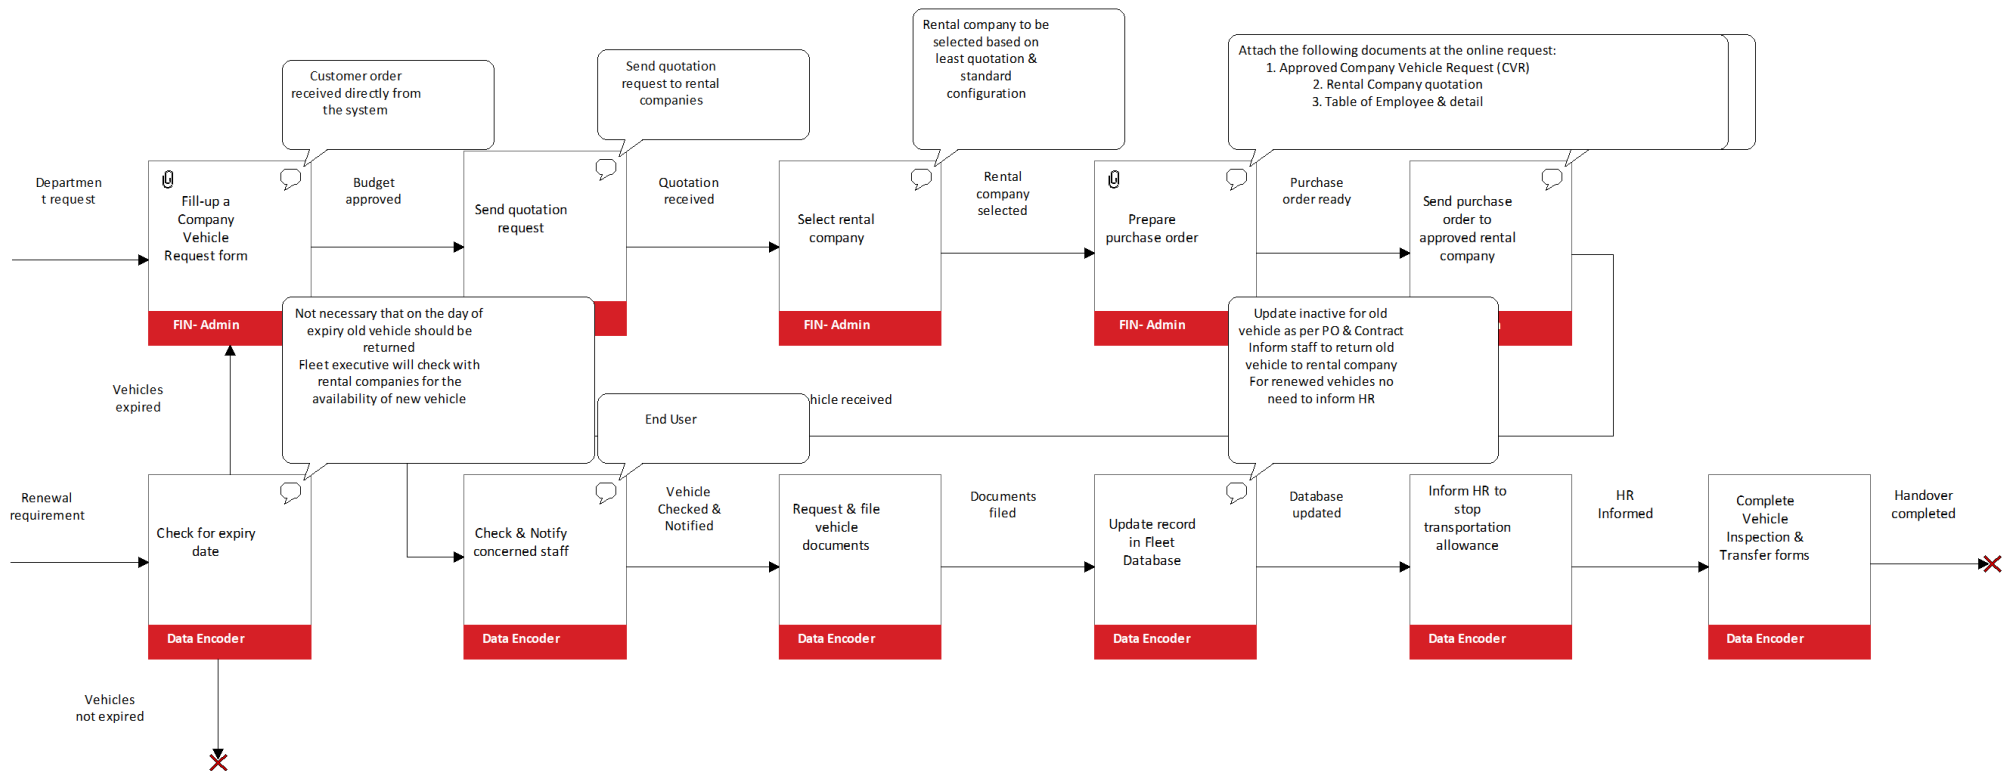 Rental company to be
selected based on
least quotation &
standard
configuration
Attach the following documents at the online request:
1. Approved Company Vehicle Request (CVR)
2. Rental Company quotation
3. Table of Employee & detail
Customer order
received directly from
the system
Send quotation
request to rental
companies
Departmen
t request
Fill-up a
Company
Vehicle
Request form
FIN- Admin
Budget
approved
Send quotation
request
Quotation
received
Select rental
company
FIN- Admin
Rental
company
selected
Prepare
purchase order
FIN- Admin
Purchase
order ready
Send purchase
order to
approved rental
company
Not necessary that on the day of
expiry old vehicle should be
returned
Fleet executive will check with
rental companies for the
availability of new vehicle
Update inactive for old
vehicle as per PO & Contract
Inform staff to return old
vehicle to rental company
For renewed vehicles no
need to inform HR
Vehicles
expired
End User
hicle received
Renewal
requirement
Check for expiry
date
Data Encoder
Check & Notify
concerned staff
Data Encoder
Vehicle
Checked &
Notified
Request & file
vehicle
documents
Data Encoder
Documents
filed
Update record
in Fleet
Database
Data Encoder
Database
updated
Inform HR to
stop
transportation
allowance
Data Encoder
HR
Informed
Complete
Vehicle
Inspection &
Transfer forms
Data Encoder
Handover
completed
Vehicles
not expired